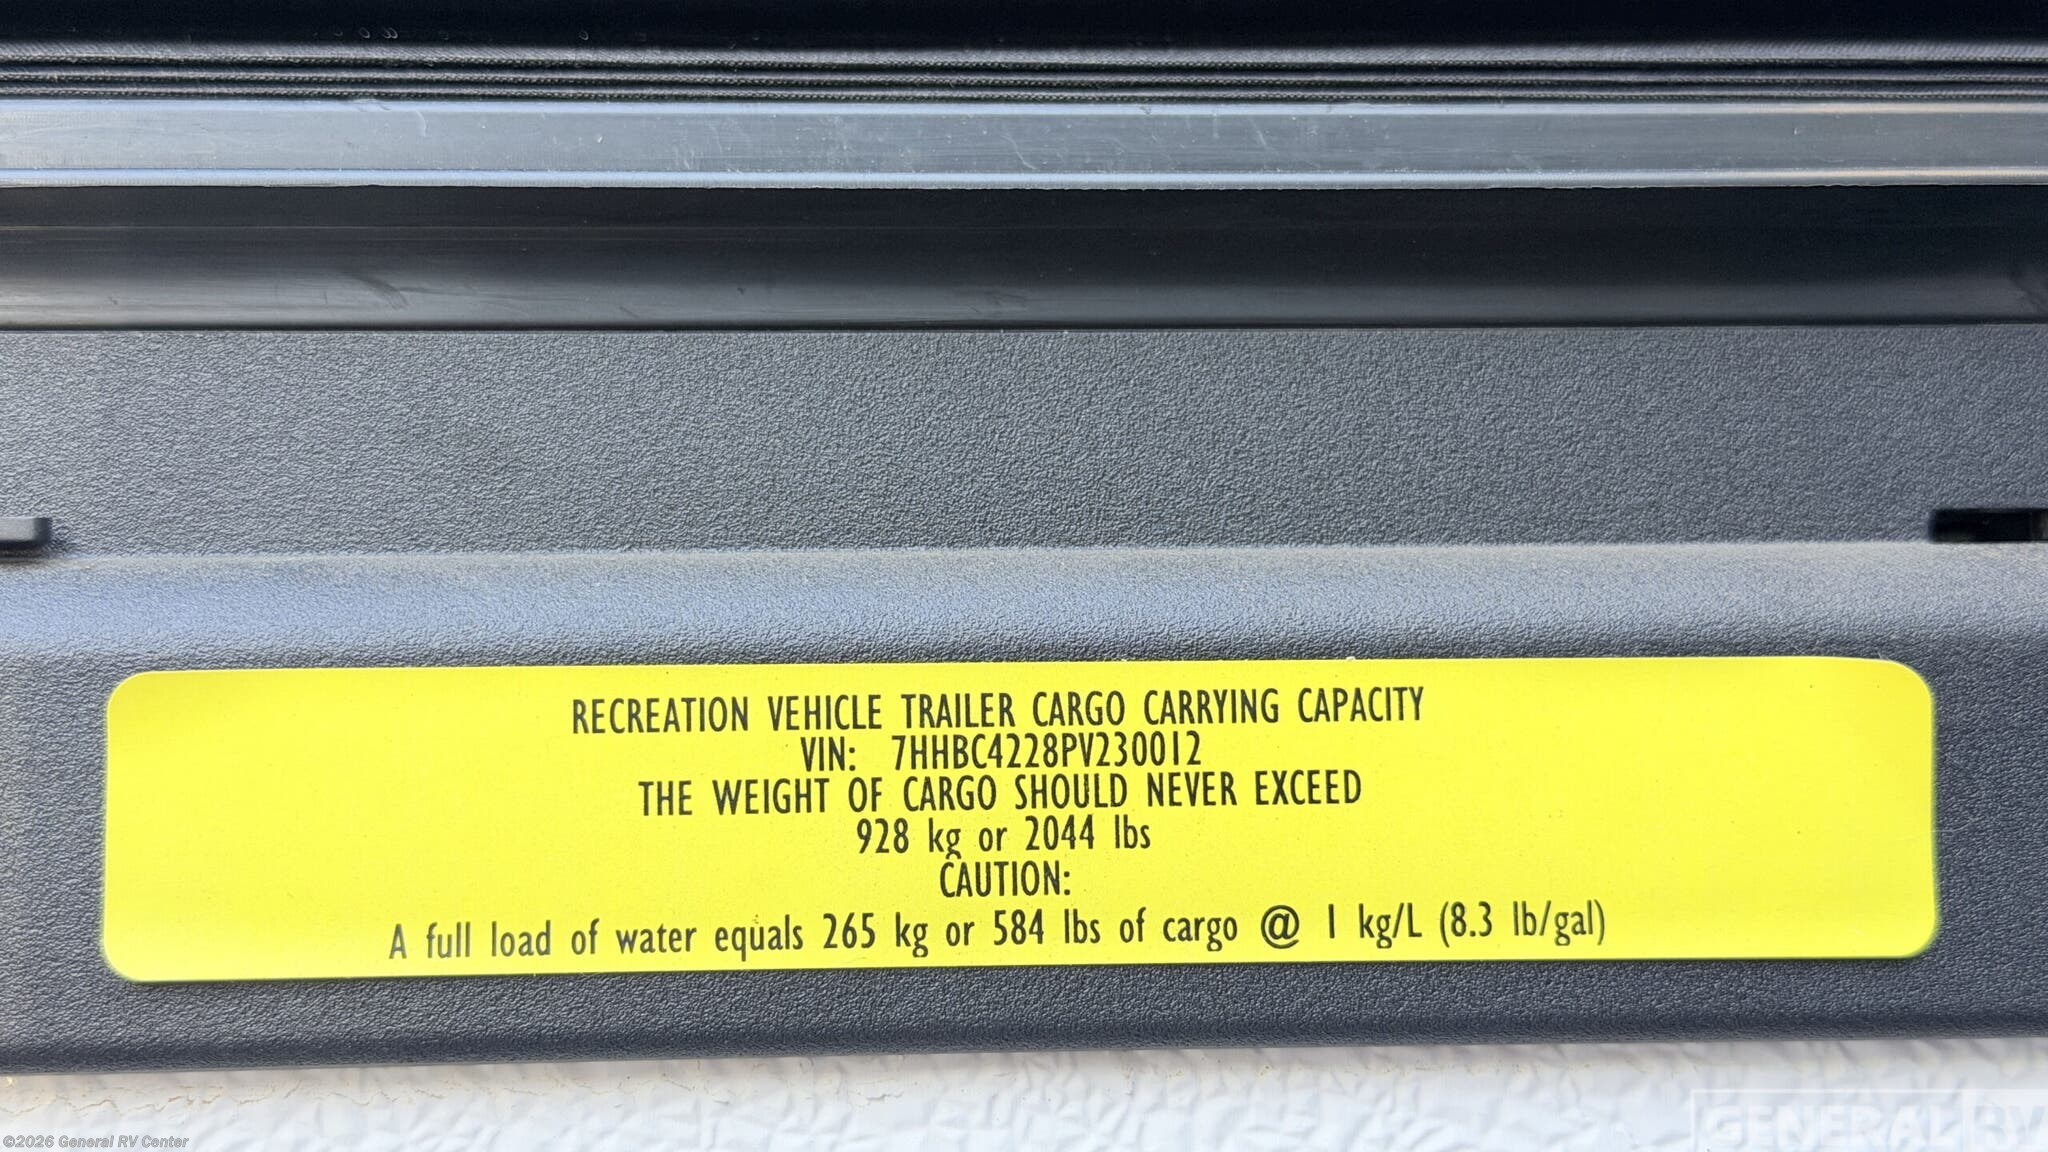 RECREATION VEHICLE TRAILER CARGO CARRYING CAPACITY
VIN: 7HHBC4228PV230012
THE WEIGHT OF CARGO SHOULD NEVER EXCEED
928 kg or 2044 lbs
CAUTION:
A full load of water equals 265 kg or 584 lbs of cargo @ 1 kg/L (8.3 lb/gal)
©2026 General RV Center
GENERAL RV